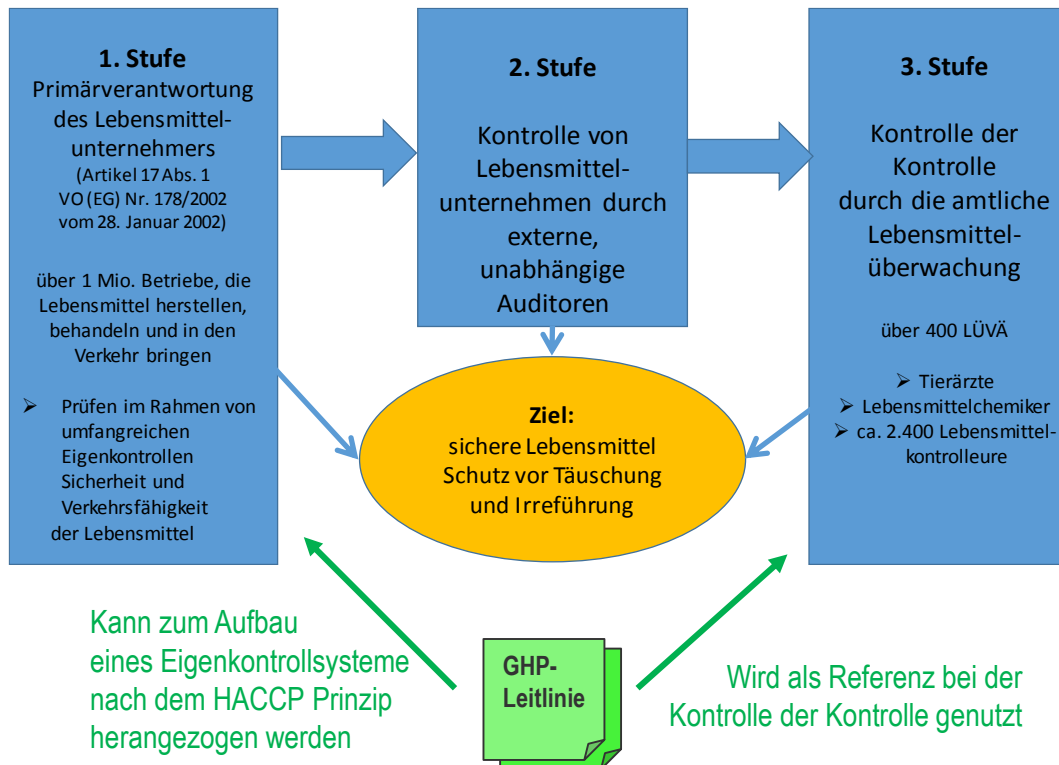 1. Stufe
Primärverantwortung
des Lebensmittel-
unternehmers
(Artikel 17 Abs. 1
VO (EG) Nr. 178/2002
vom 28. Januar 2002)
über 1 Mio. Betriebe, die
Lebensmittel herstellen,
behandeln und in den
Verkehr bringen
➢ Prüfen im Rahmen von
umfangreichen
Eigenkontrollen
Sicherheit und
Verkehrsfähigkeit
der Lebensmittel
2. Stufe
Kontrolle von
Lebensmittel-
unternehmen durch
externe,
unabhängige
Auditoren
3. Stufe
Kontrolle der
Kontrolle
durch die amtliche
Lebensmittel-
überwachung
über 400 LÜVÄ
➢ Tierärzte
➢ Lebensmittelchemiker
➢ ca. 2.400 Lebensmittel-
kontrolleure
Ziel:
sichere Lebensmittel
Schutz vor Täuschung
und Irreführung
Kann zum Aufbau
eines Eigenkontrollsysteme
nach dem HACCP Prinzip
herangezogen werden
GHP-
Leitlinie
Wird als Referenz bei der
Kontrolle der Kontrolle genutzt